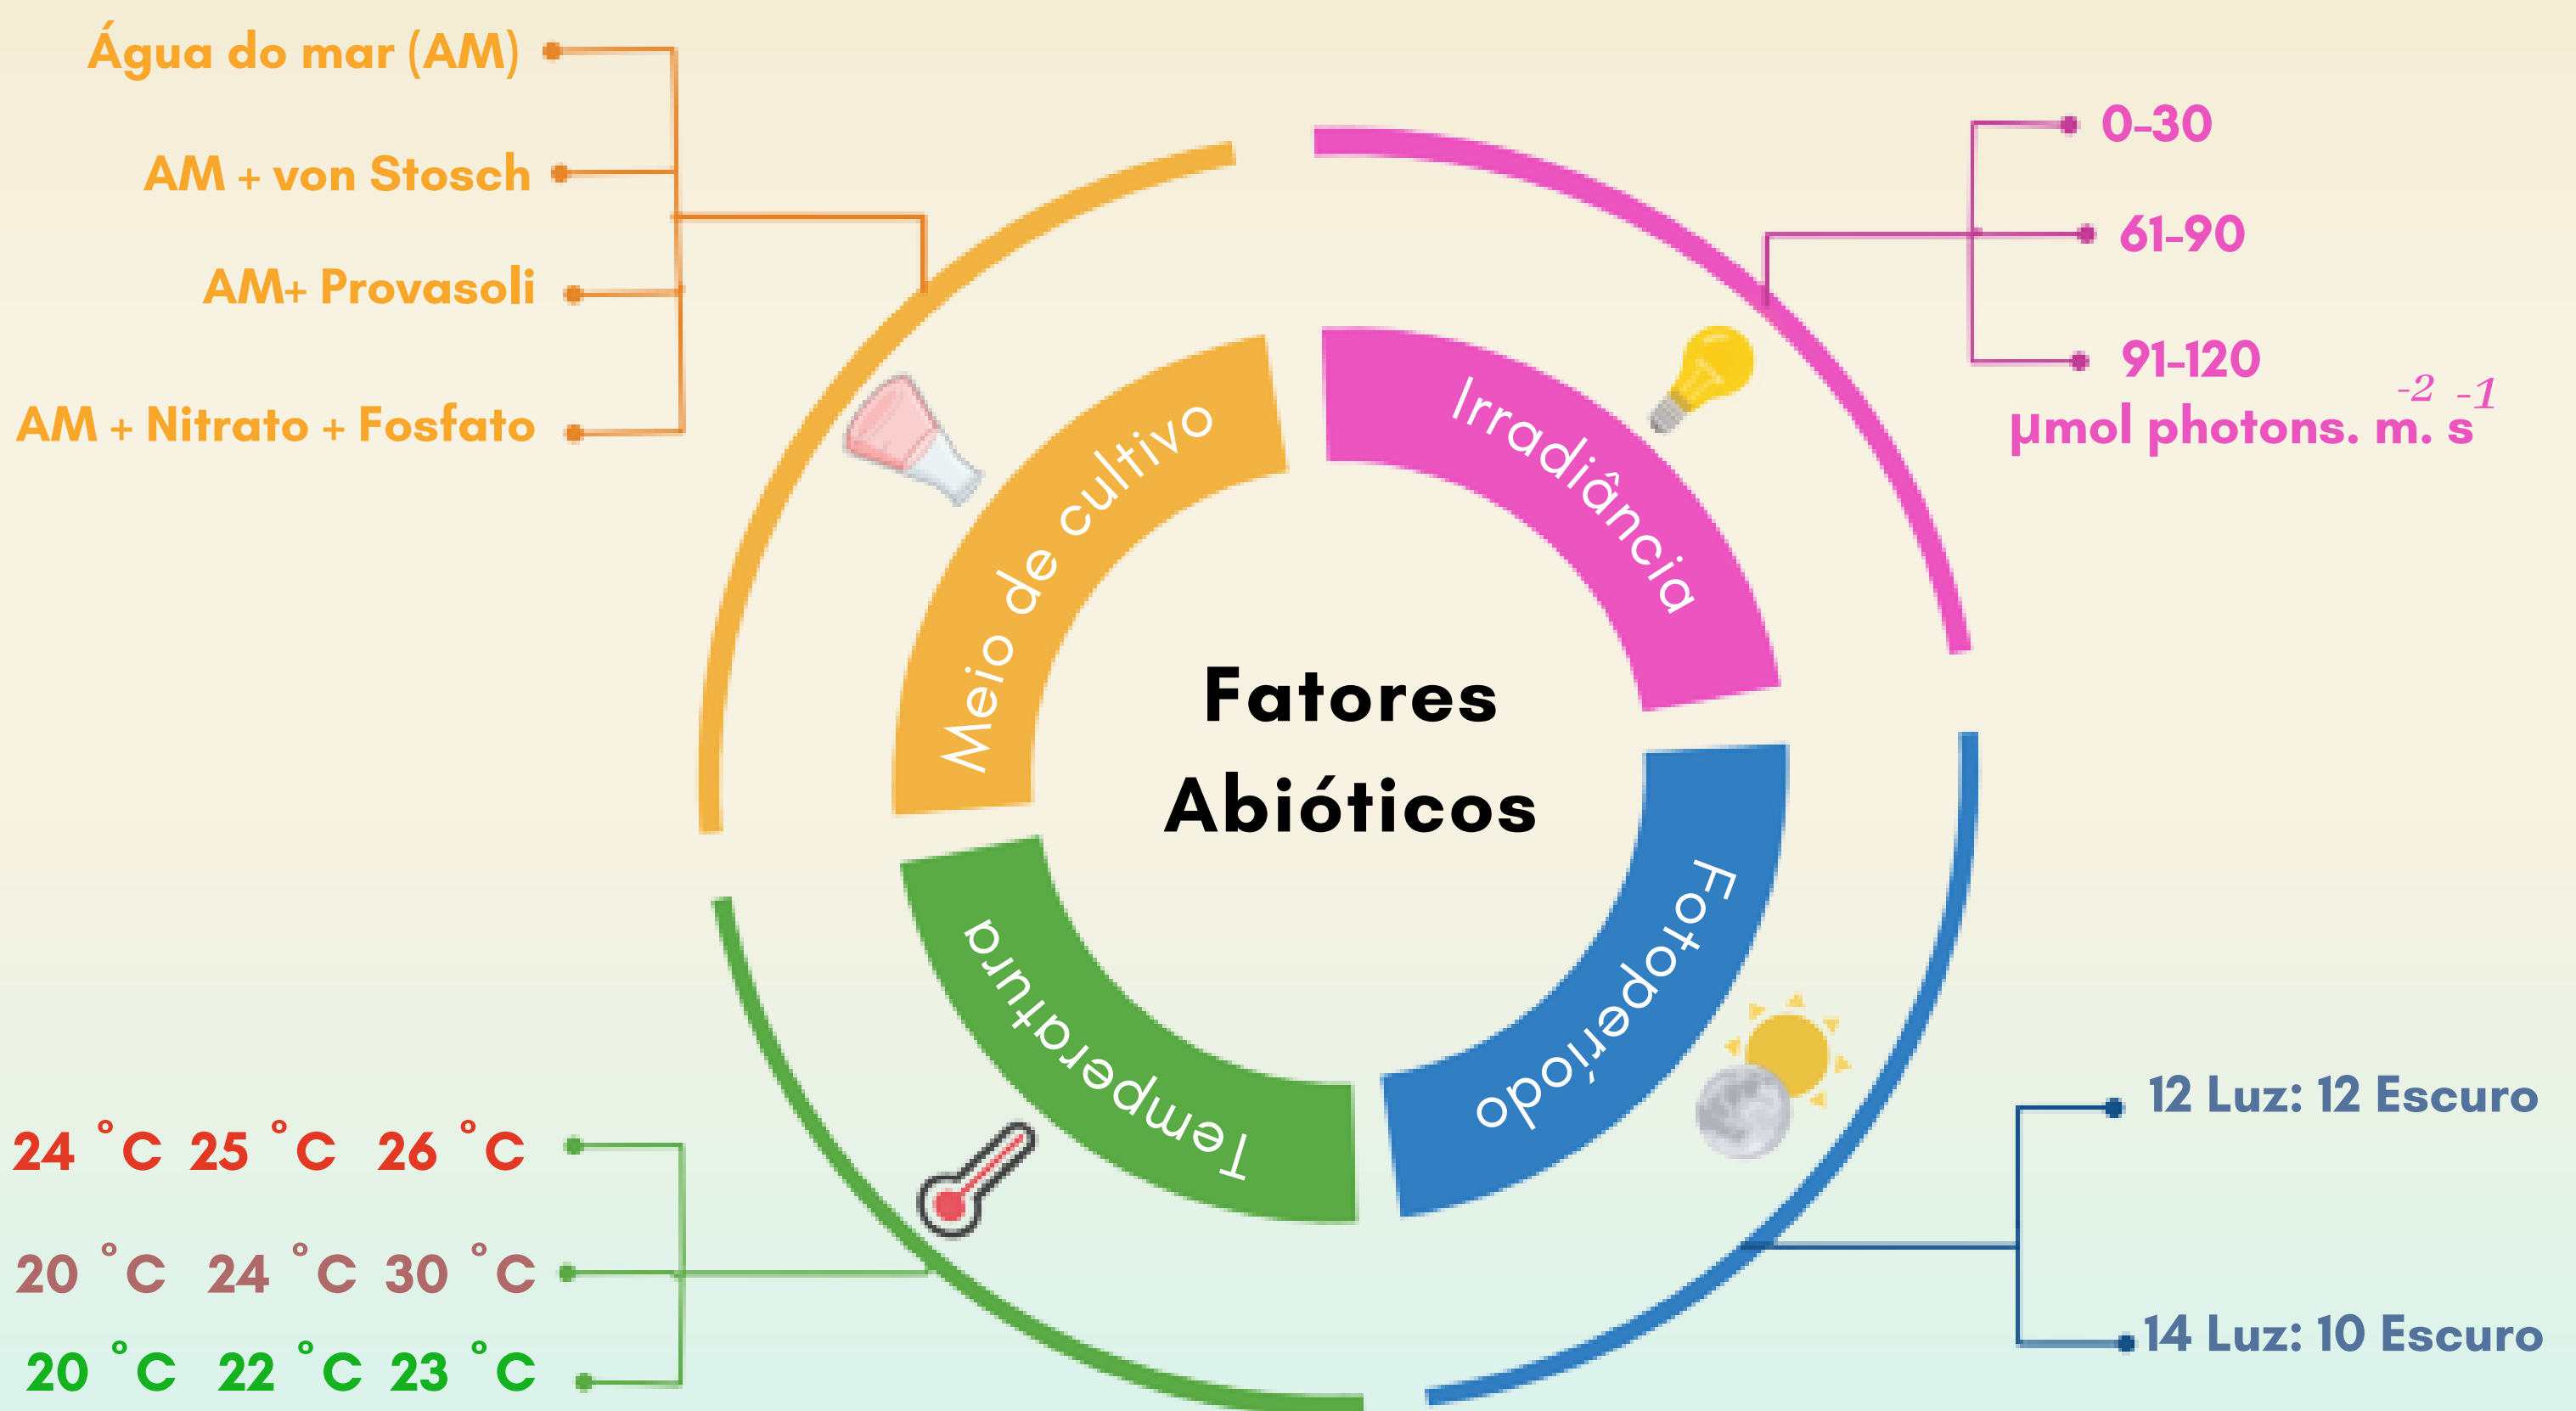 Água do mar (AM)
AM + von Stosch
AM+ Provasoli
AM + Nitrato + Fosfato
0-30
61-90
91-120
µmol photons. m.⁻² s⁻¹
Meio de cultivo
Irradiância
Fatores
Abióticos
Temperatura
Fotoperíodo
24 °C 25 °C 26 °C
20 °C 24 °C 30 °C
20 °C 22 °C 23 °C
12 Luz: 12 Escuro
14 Luz: 10 Escuro